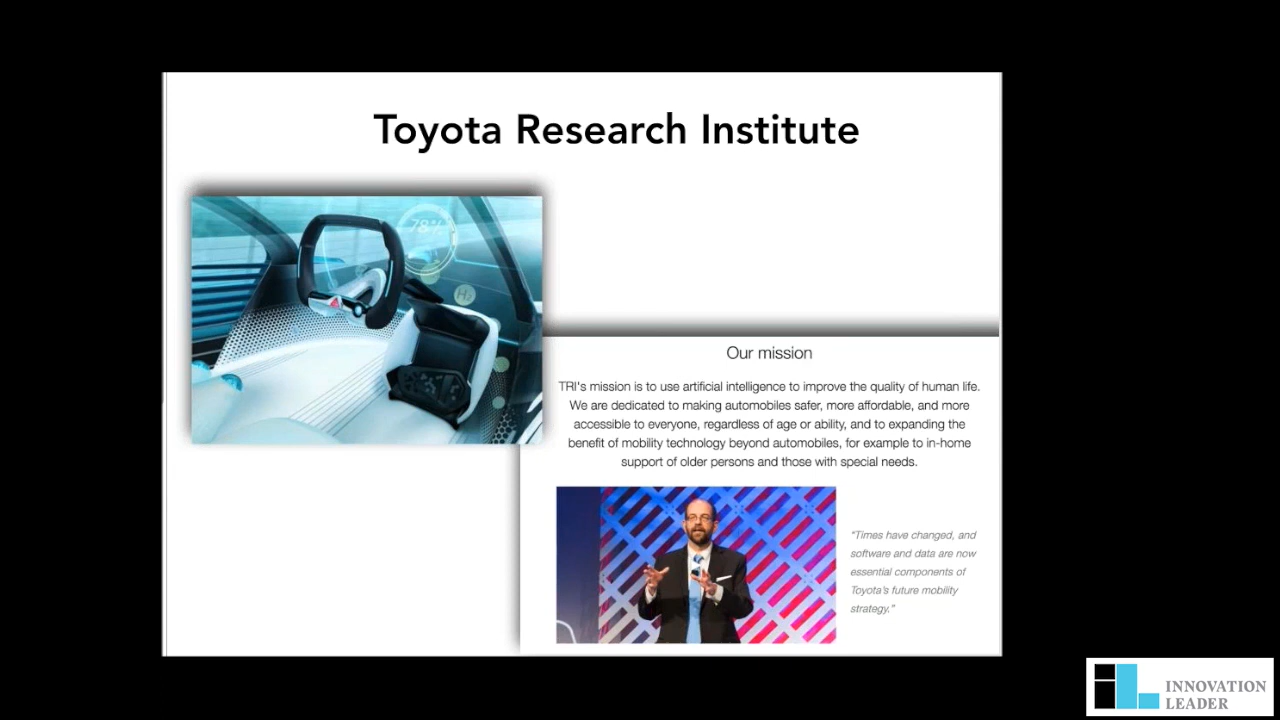 Toyota Research Institute
78%
H₂
Our mission
TRI's mission is to use artificial intelligence to improve the quality of human life.
We are dedicated to making automobiles safer, more affordable, and more
accessible to everyone, regardless of age or ability, and to expanding the
benefit of mobility technology beyond automobiles, for example to in-home
support of older persons and those with special needs.
"Times have changed, and
software and data are now
essential components of
Toyota's future mobility
strategy."
INNOVATION
LEADER